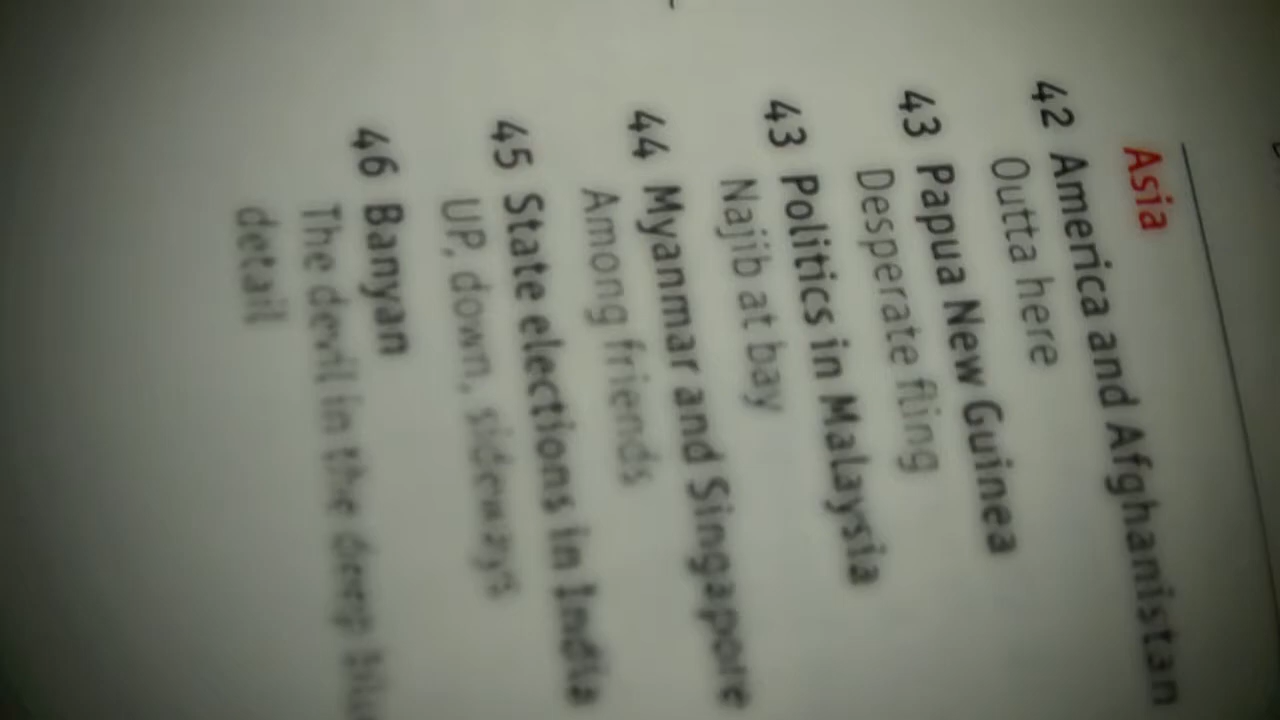 Asia
42 America and Afghanistan
Outta here
43 Papua New Guinea
Desperate fling
43 Politics in Malaysia
Najib at bay
44 Myanmar and Singapore
Among friends
45 State elections in India
UP, down, sideways
46 Banyan
The devil in the deep
detail